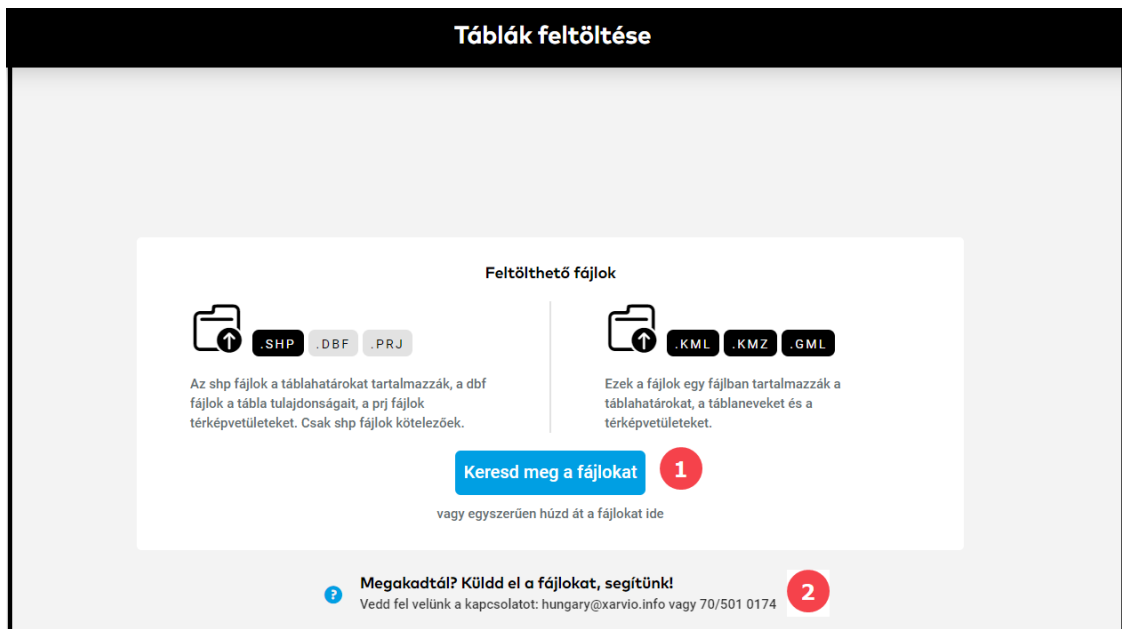 Táblák feltöltése
Feltölthető fájlok
.SHP .DBF .PRJ
Az shp fájlok a táblahatárokat tartalmazzák, a dbf
fájlok a tábla tulajdonságait, a prj fájlok
térképvetületeket. Csak shp fájlok kötelezőek.
.KML .KMZ .GML
Ezek a fájlok egy fájlban tartalmazzák a
táblahatárokat, a táblaneveket és a
térképvetületeket.
Keresd meg a fájlokat 1
vagy egyszerűen húzd át a fájlokat ide
? Megakadtál? Küldd el a fájlokat, segítünk! 2
Vedd fel velünk a kapcsolatot: hungary@xarvio.info vagy 70/501 0174